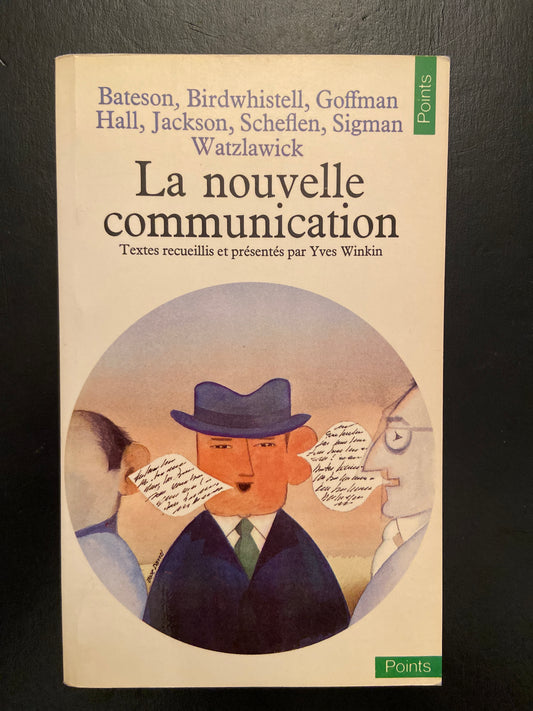 Points
Bateson, Birdwhistell, Goffman
Hall, Jackson, Scheflen, Sigman
Watzlawick
La nouvelle
communication
Textes recueillis et présentés par Yves Winkin
Points